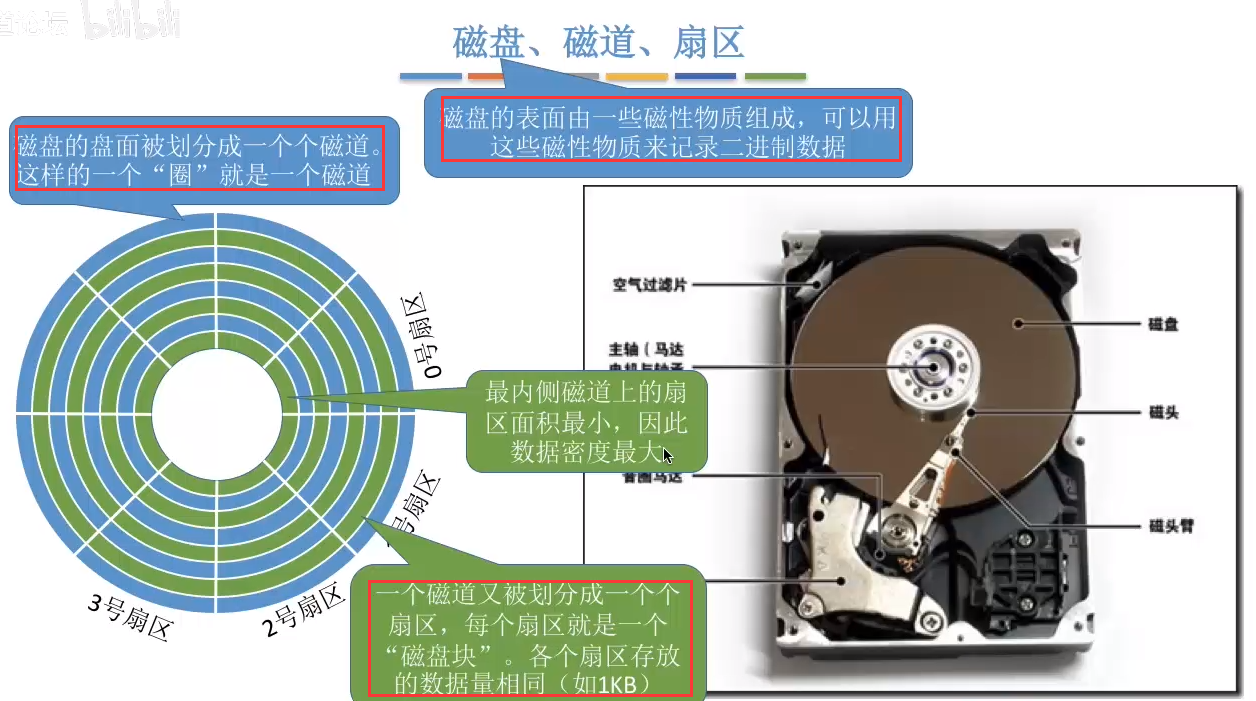 bilibili
磁盘、磁道、扇区
磁盘的表面由一些磁性物质组成，可以用
这些磁性物质来记录二进制数据
磁盘的盘面被划分成一个个磁道。
这样的一个“圈”就是一个磁道
0号扇区
号扇区
2号扇区
3号扇区
最内侧磁道上的扇
区面积最小，因此
数据密度最大
一个磁道又被划分成一个个
扇区，每个扇区就是一个
“磁盘块”。各个扇区存放
的数据量相同（如1KB）
空气过滤片
主轴（马达
电机与轴承
音圈马达
磁盘
磁头
磁头臂